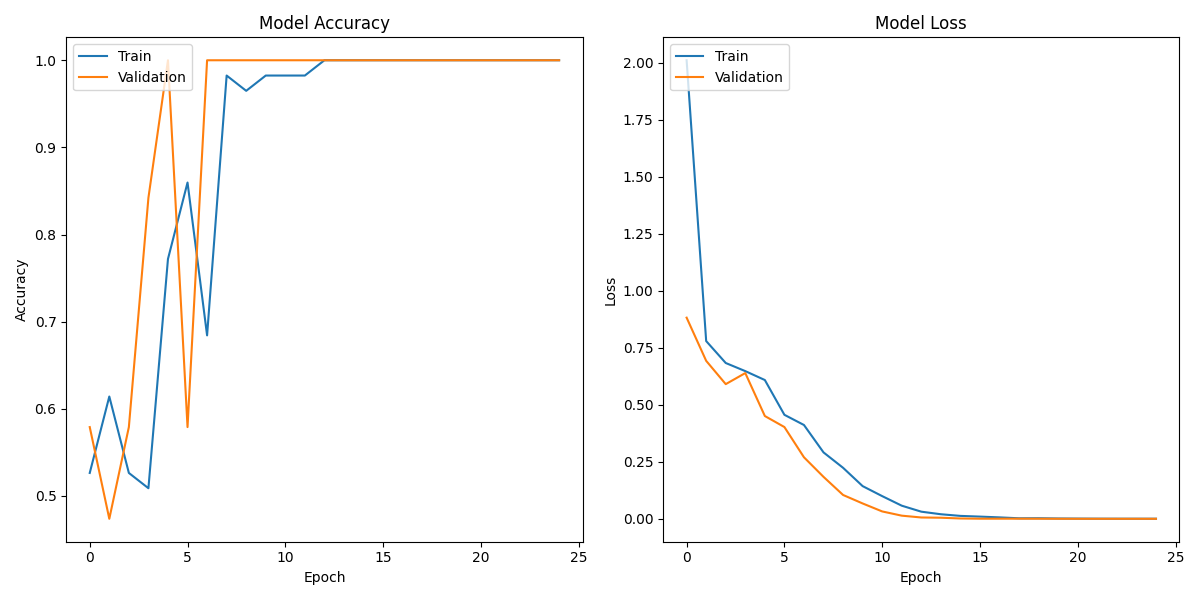 Model Accuracy
Train
Validation
1.0
0.9
0.8
0.7
0.6
0.5
Accuracy
0 5 10 15 20 25
Epoch
Model Loss
Train
Validation
2.00
1.75
1.50
1.25
1.00
0.75
0.50
0.25
0.00
Loss
0 5 10 15 20 25
Epoch